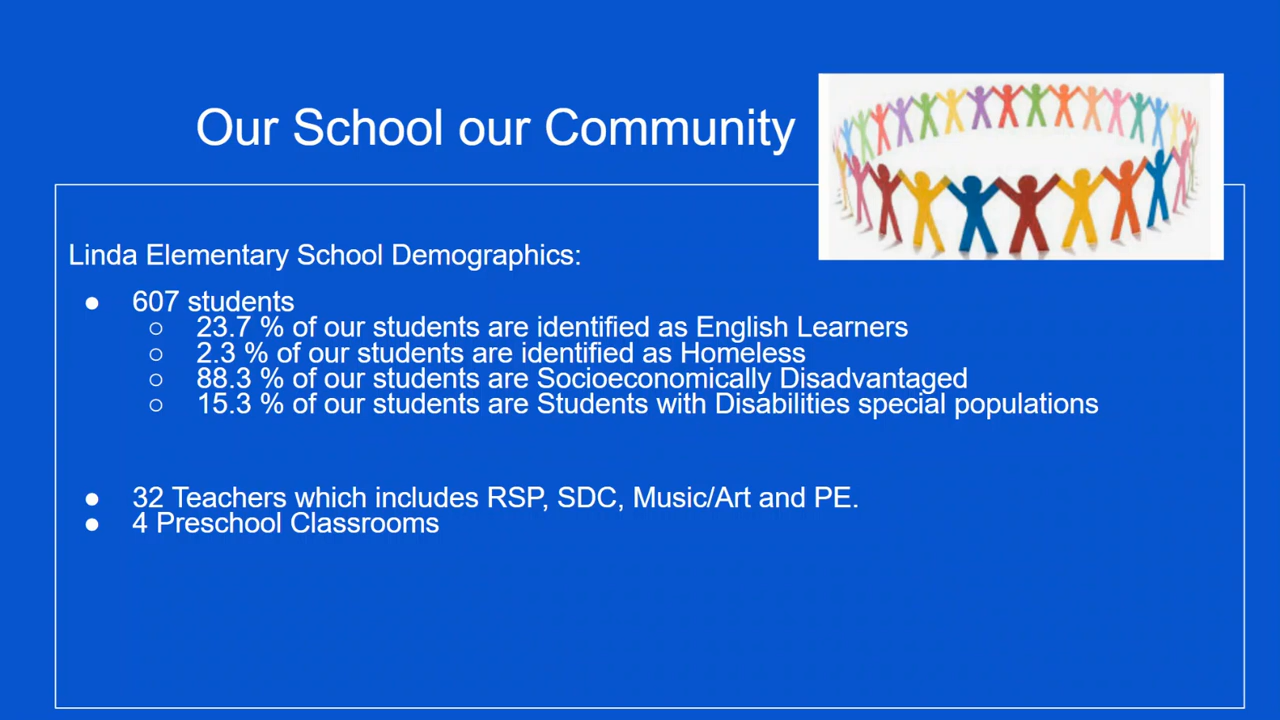 Our School our Community
Linda Elementary School Demographics:
● 607 students
○ 23.7 % of our students are identified as English Learners
○ 2.3 % of our students are identified as Homeless
○ 88.3 % of our students are Socioeconomically Disadvantaged
○ 15.3 % of our students are Students with Disabilities special populations
● 32 Teachers which includes RSP, SDC, Music/Art and PE.
● 4 Preschool Classrooms